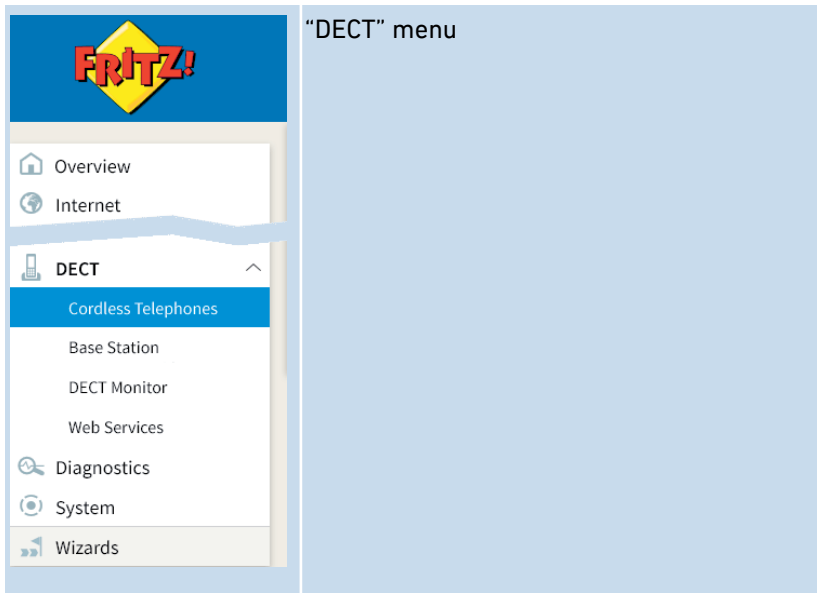 FRITZ!
“DECT” menu
Overview
Internet
DECT
Cordless Telephones
Base Station
DECT Monitor
Web Services
Diagnostics
System
Wizards